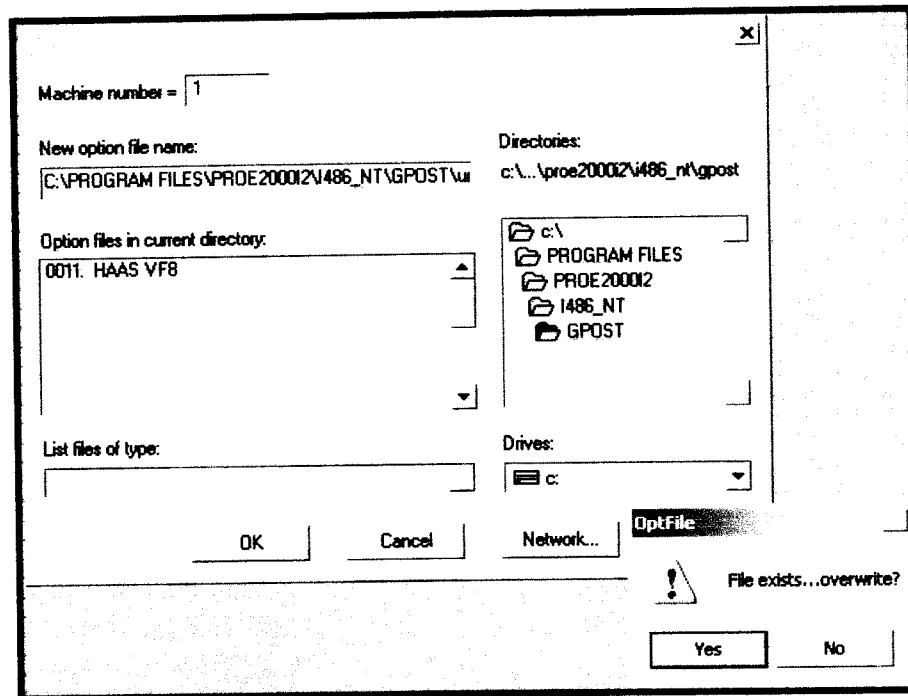 Machine number = 1
New option file name:
C:\PROGRAM FILES\PROE2000I2\I486_NT\GPOST\u
Directories:
c:\...\proe2000i2\i486_nt\gpost
Option files in current directory:
0011. HAAS VF8
c:\
PROGRAM FILES
PROE2000I2
I486_NT
GPOST
List files of type:
Drives:
c:
OK
Cancel
Network...
OptFile
File exists...overwrite?
Yes
No